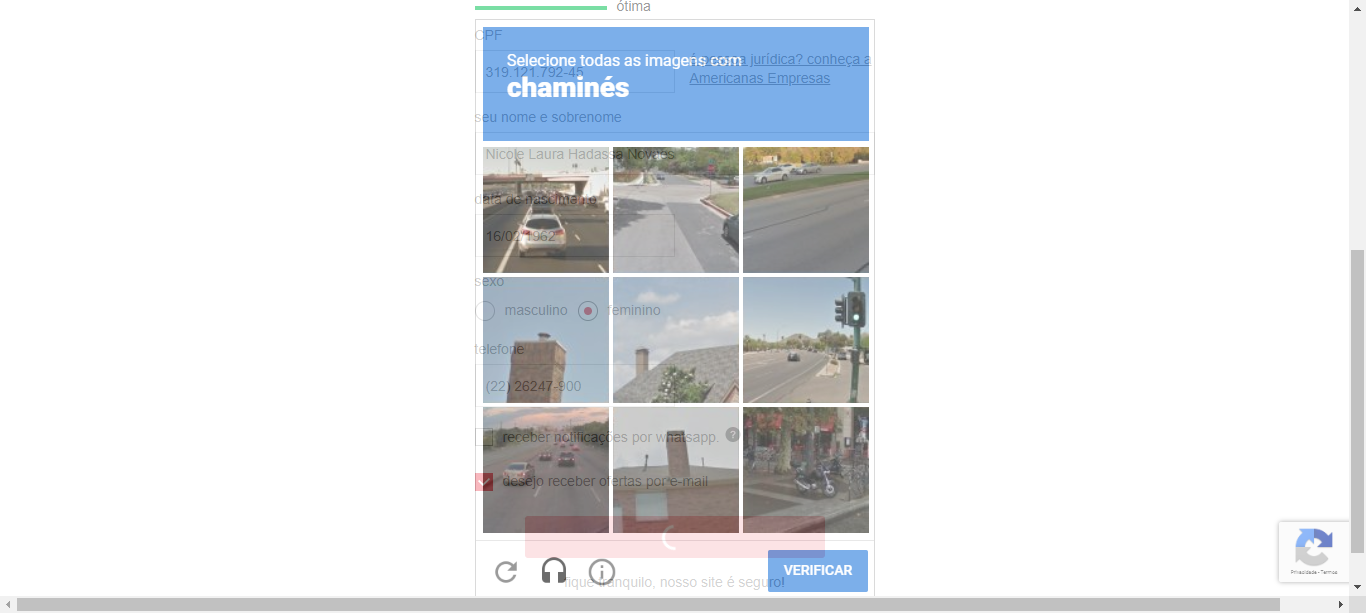 ótima
CPF
Selecione todas as imagens com
é pessoa jurídica? conheça a
319.121.792-45
Americanas Empresas
chaminés
seu nome e sobrenome
Nicole Laura Hadassa Novaes
data de nascimento
16/02/1962
sexo
masculino
feminino
telefone
(22) 26247-900
receber notificações por whatsapp.
?
desejo receber ofertas por e-mail
VERIFICAR
fique tranquilo, nosso site é seguro!
Privacidade - Termos